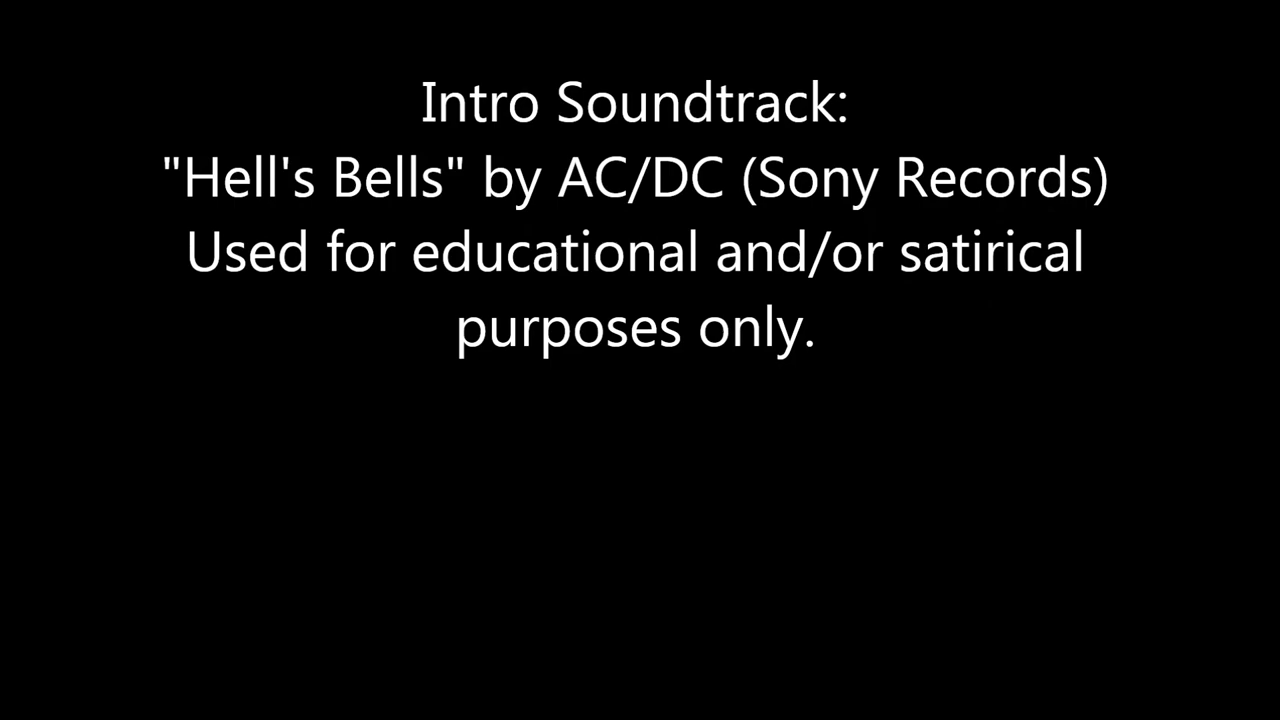 Intro Soundtrack:
"Hell's Bells" by AC/DC (Sony Records)
Used for educational and/or satirical
purposes only.